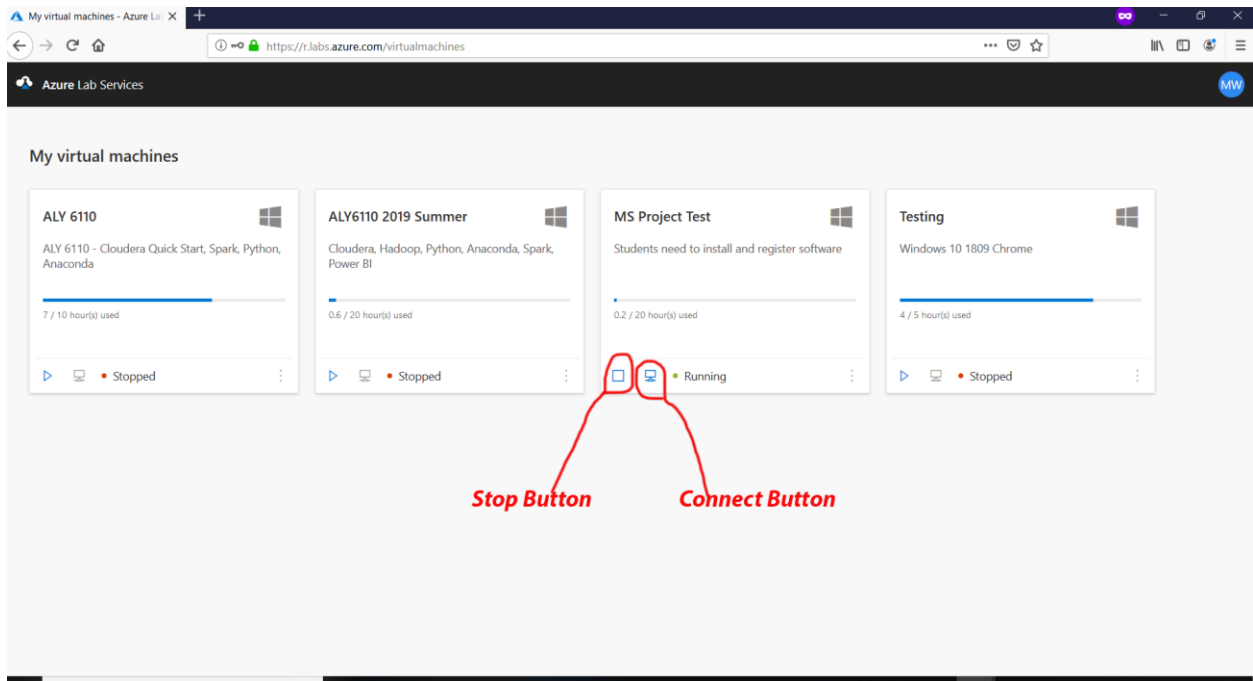 My virtual machines - Azure La
https://r.labs.azure.com/virtualmachines
Azure Lab Services
MW
My virtual machines
ALY 6110
ALY 6110 - Cloudera Quick Start, Spark, Python,
Anaconda
7 / 10 hour(s) used
Stopped
ALY6110 2019 Summer
Cloudera, Hadoop, Python, Anaconda, Spark,
Power BI
0.6 / 20 hour(s) used
Stopped
MS Project Test
Students need to install and register software
0.2 / 20 hour(s) used
Running
Testing
Windows 10 1809 Chrome
4 / 5 hour(s) used
Stopped
Stop Button
Connect Button